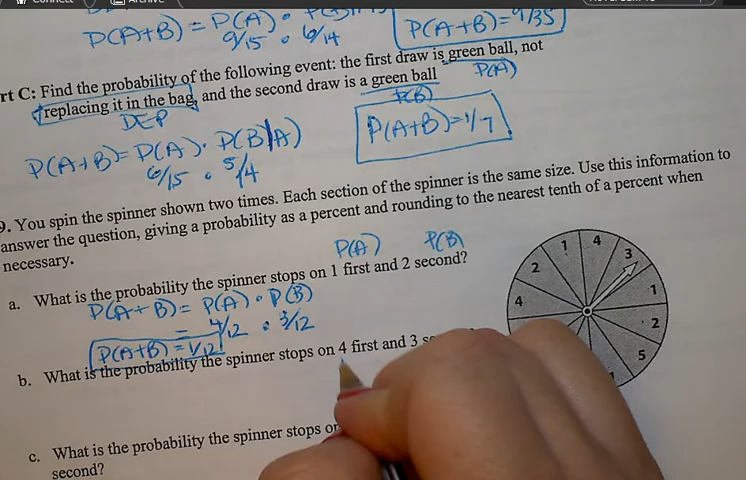 P(A+B) = P(A) •
9/15 • 6/14
P(A+B)=9/35
rt C: Find the probability of the following event: the first draw is green ball, not
replacing it in the bag, and the second draw is a green ball
P(A)
P(B)
DEP
P(A+B)= P(A) • P(B|A)
6/15 • 5/14
P(A+B)=1/7
9. You spin the spinner shown two times. Each section of the spinner is the same size. Use this information to
answer the question, giving a probability as a percent and rounding to the nearest tenth of a percent when
necessary.
P(A) P(B)
a. What is the probability the spinner stops on 1 first and 2 second?
P(A+B) = P(A) • P(B)
= 4/12 • 3/12
P(A+B) = 1/12
b. What is the probability the spinner stops on 4 first and 3
c. What is the probability the spinner stops
second?
1
4
3
2
1
4
2
5
1